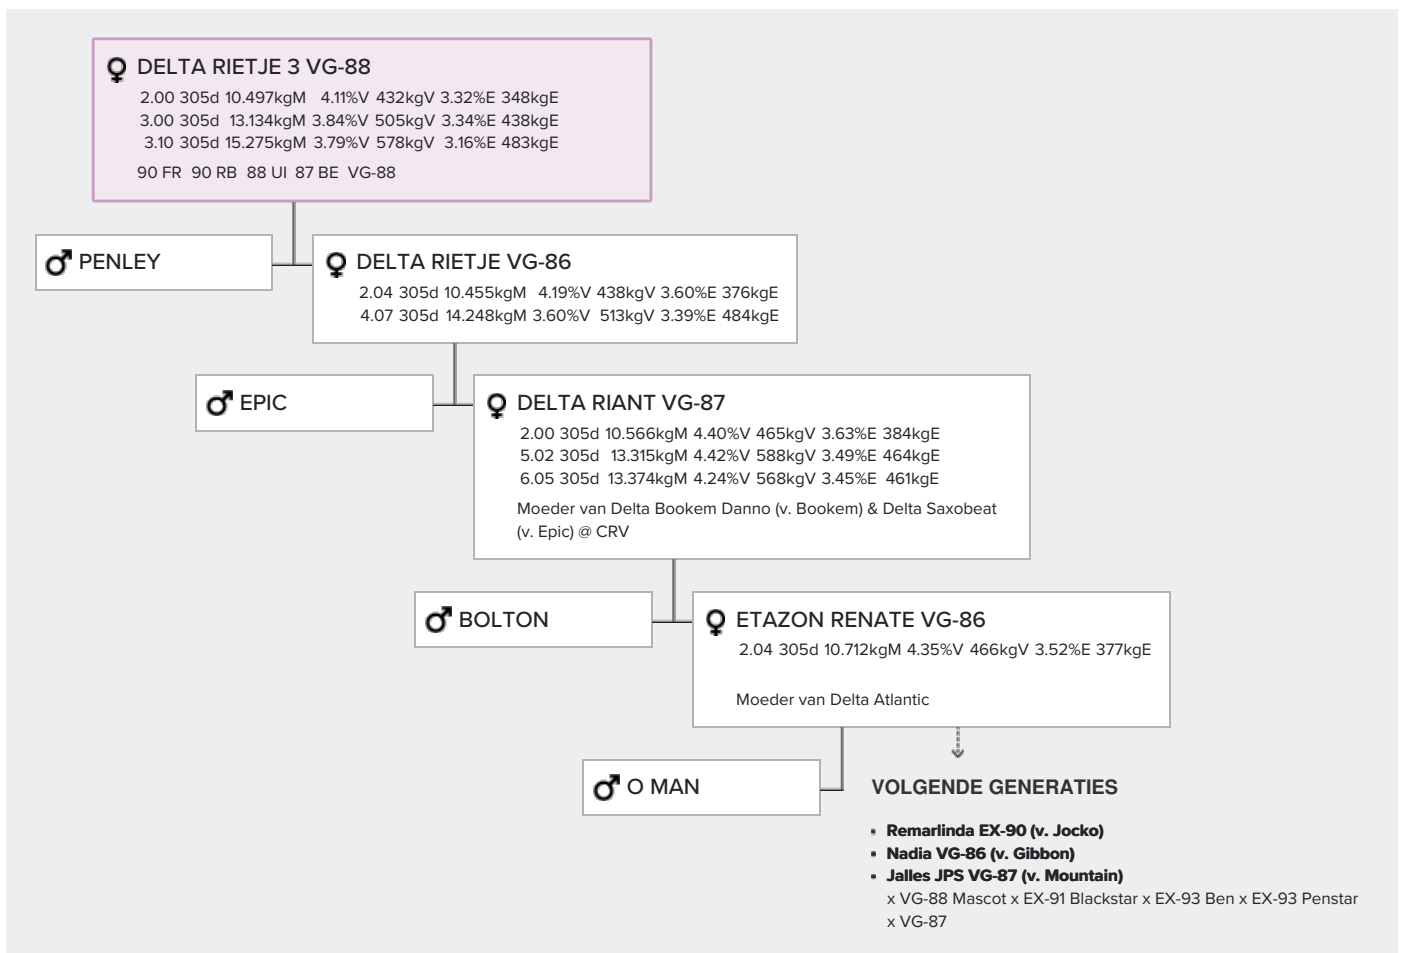 DELTA RIETJE 3 VG-88
2.00 305d 10.497kgM 4.11%V 432kgV 3.32%E 348kgE
3.00 305d 13.134kgM 3.84%V 505kgV 3.34%E 438kgE
3.10 305d 15.275kgM 3.79%V 578kgV 3.16%E 483kgE
90 FR 90 RB 88 UI 87 BE VG-88
PENLEY
DELTA RIETJE VG-86
2.04 305d 10.455kgM 4.19%V 438kgV 3.60%E 376kgE
4.07 305d 14.248kgM 3.60%V 513kgV 3.39%E 484kgE
EPIC
DELTA RIANT VG-87
2.00 305d 10.566kgM 4.40%V 465kgV 3.63%E 384kgE
5.02 305d 13.315kgM 4.42%V 588kgV 3.49%E 464kgE
6.05 305d 13.374kgM 4.24%V 568kgV 3.45%E 461kgE
Moeder van Delta Bookem Danno (v. Bookem) & Delta Saxobeat
(v. Epic) @ CRV
BOLTON
ETAZON RENATE VG-86
2.04 305d 10.712kgM 4.35%V 466kgV 3.52%E 377kgE
Moeder van Delta Atlantic
O MAN
VOLGENDE GENERATIES
Remarlinda EX-90 (v. Jocko)
Nadia VG-86 (v. Gibbon)
Jalles JPS VG-87 (v. Mountain)
x VG-88 Mascot x EX-91 Blackstar x EX-93 Ben x EX-93 Penstar
x VG-87